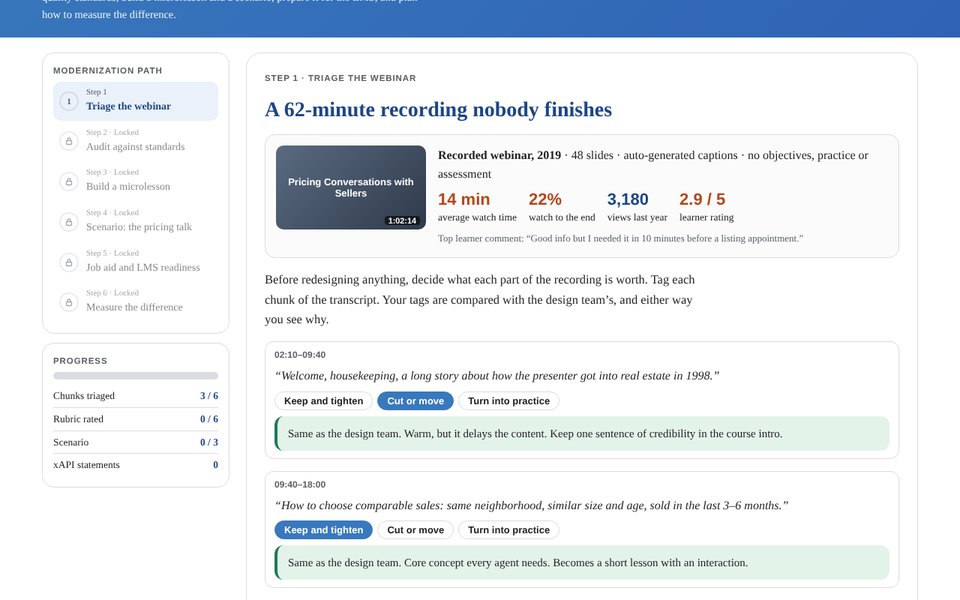 how to measure the difference.
MODERNIZATION PATH
1
Step 1
Triage the webinar
Step 2 · Locked
Audit against standards
Step 3 · Locked
Build a microlesson
Step 4 · Locked
Scenario: the pricing talk
Step 5 · Locked
Job aid and LMS readiness
Step 6 · Locked
Measure the difference
PROGRESS
Chunks triaged 3 / 6
Rubric rated 0 / 6
Scenario 0 / 3
xAPI statements 0
STEP 1 · TRIAGE THE WEBINAR
A 62-minute recording nobody finishes
Pricing Conversations with
Sellers
1:02:14
Recorded webinar, 2019 · 48 slides · auto-generated captions · no objectives, practice or
assessment
14 min 22% 3,180 2.9 / 5
average watch time watch to the end views last year learner rating
Top learner comment: “Good info but I needed it in 10 minutes before a listing appointment.”
Before redesigning anything, decide what each part of the recording is worth. Tag each
chunk of the transcript. Your tags are compared with the design team’s, and either way
you see why.
02:10–09:40
“Welcome, housekeeping, a long story about how the presenter got into real estate in 1998.”
Keep and tighten Cut or move Turn into practice
Same as the design team. Warm, but it delays the content. Keep one sentence of credibility in the course intro.
09:40–18:00
“How to choose comparable sales: same neighborhood, similar size and age, sold in the last 3–6 months.”
Keep and tighten Cut or move Turn into practice
Same as the design team. Core concept every agent needs. Becomes a short lesson with an interaction.